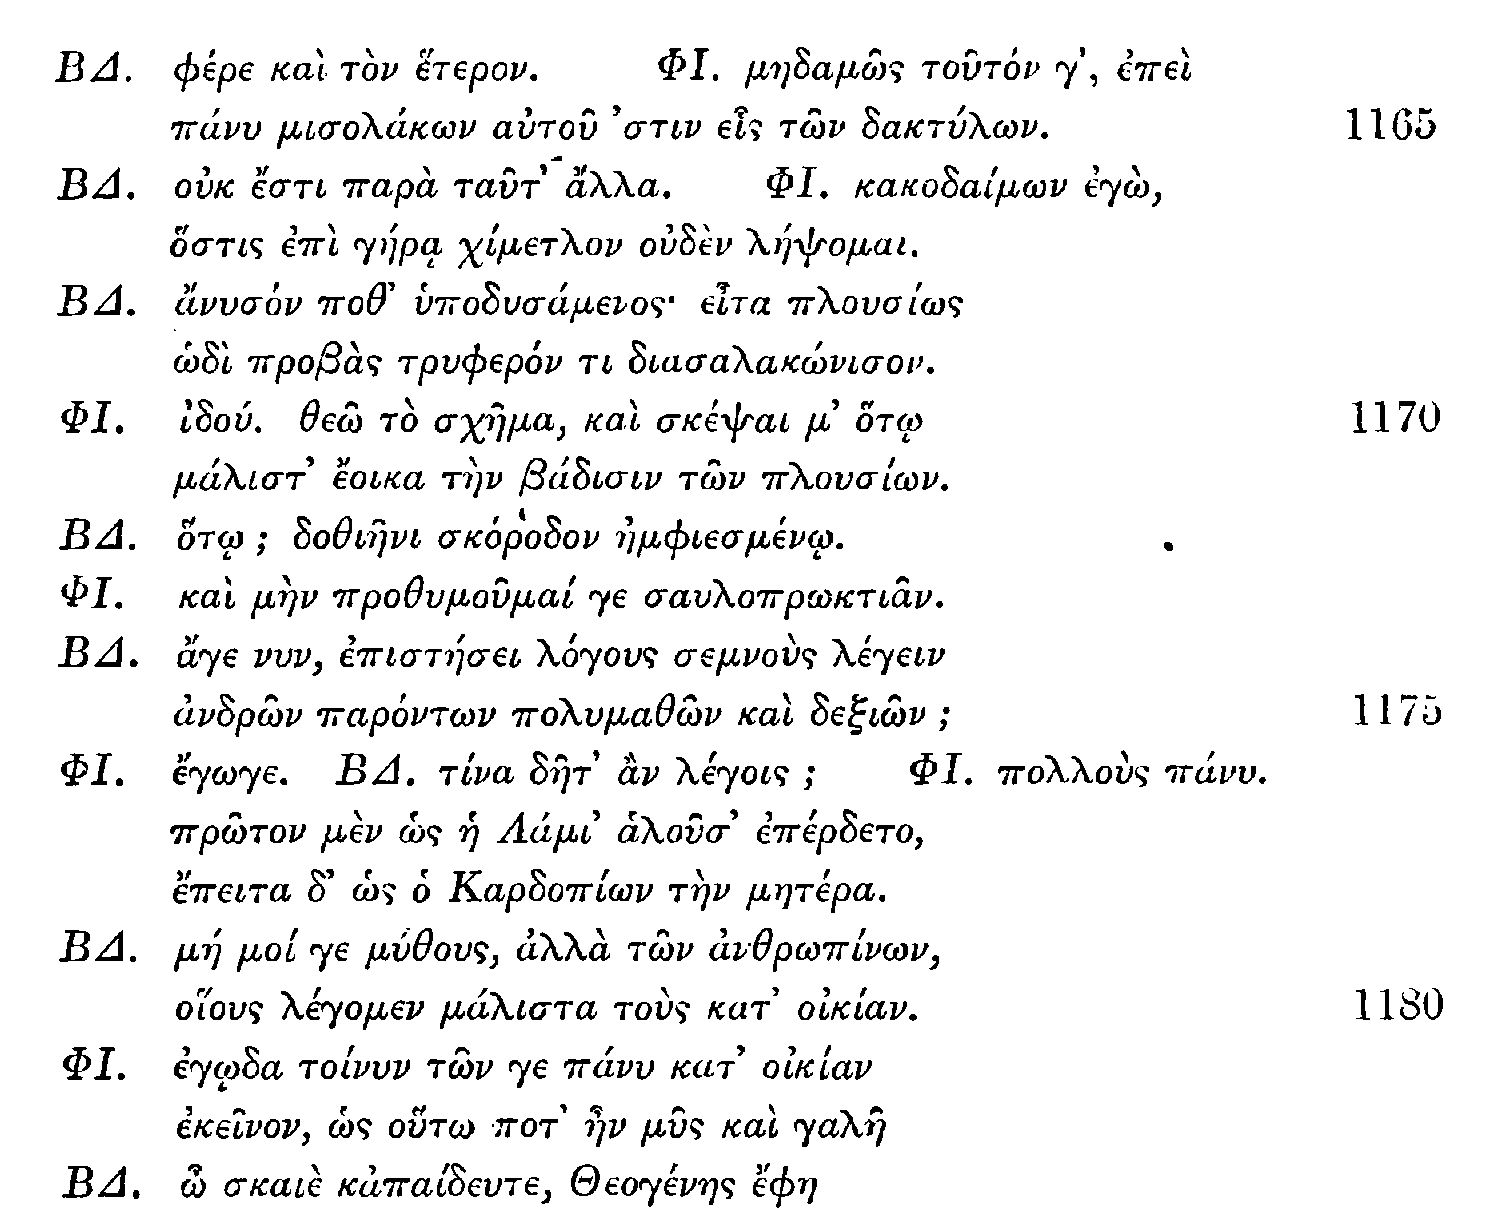 ΒΔ. φέρε καὶ τὸν ἕτερον. ΦΙ. μηδαμῶς τοῦτόν γ', ἐπεὶ
πάνυ μισολάκων αὐτοῦ 'στιν εἷς τῶν δακτύλων. 1165
ΒΔ. οὐκ ἔστι παρὰ ταῦτ' ἄλλα. ΦΙ. κακοδαίμων ἐγὼ,
ὅστις ἐπὶ γήρᾳ χίμετλον οὐδὲν λήψομαι.
ΒΔ. ἄνυσόν ποθ' ὑποδυσάμενος· εἶτα πλουσίως
ὡδὶ προβὰς τρυφερόν τι διασαλακώνισον.
ΦΙ. ἰδού. θεῶ τὸ σχῆμα, καὶ σκέψαι μ' ὅτῳ 1170
μάλιστ' ἔοικα τὴν βάδισιν τῶν πλουσίων.
ΒΔ. ὅτῳ ; δοθιῆνι σκόροδον ἠμφιεσμένῳ.
ΦΙ. καὶ μὴν προθυμοῦμαί γε σαυλοπρωκτιᾶν.
ΒΔ. ἄγε νυν, ἐπιστήσει λόγους σεμνοὺς λέγειν
ἀνδρῶν παρόντων πολυμαθῶν καὶ δεξιῶν ; 1175
ΦΙ. ἔγωγε. ΒΔ. τίνα δῆτ' ἂν λέγοις ; ΦΙ. πολλοὺς πάνυ.
πρῶτον μὲν ὡς ἡ Λάμι' ἁλοῦσ' ἐπέρδετο,
ἔπειτα δ' ὡς ὁ Καρδοπίων τὴν μητέρα.
ΒΔ. μή μοί γε μύθους, ἀλλὰ τῶν ἀνθρωπίνων,
οἵους λέγομεν μάλιστα τοὺς κατ' οἰκίαν. 1180
ΦΙ. ἐγᾦδα τοίνυν τῶν γε πάνυ κατ' οἰκίαν
ἐκεῖνον, ὡς οὕτω ποτ' ἦν μῦς καὶ γαλῆ
ΒΔ. ὦ σκαιὲ κἀπαίδευτε, Θεογένης ἔφη